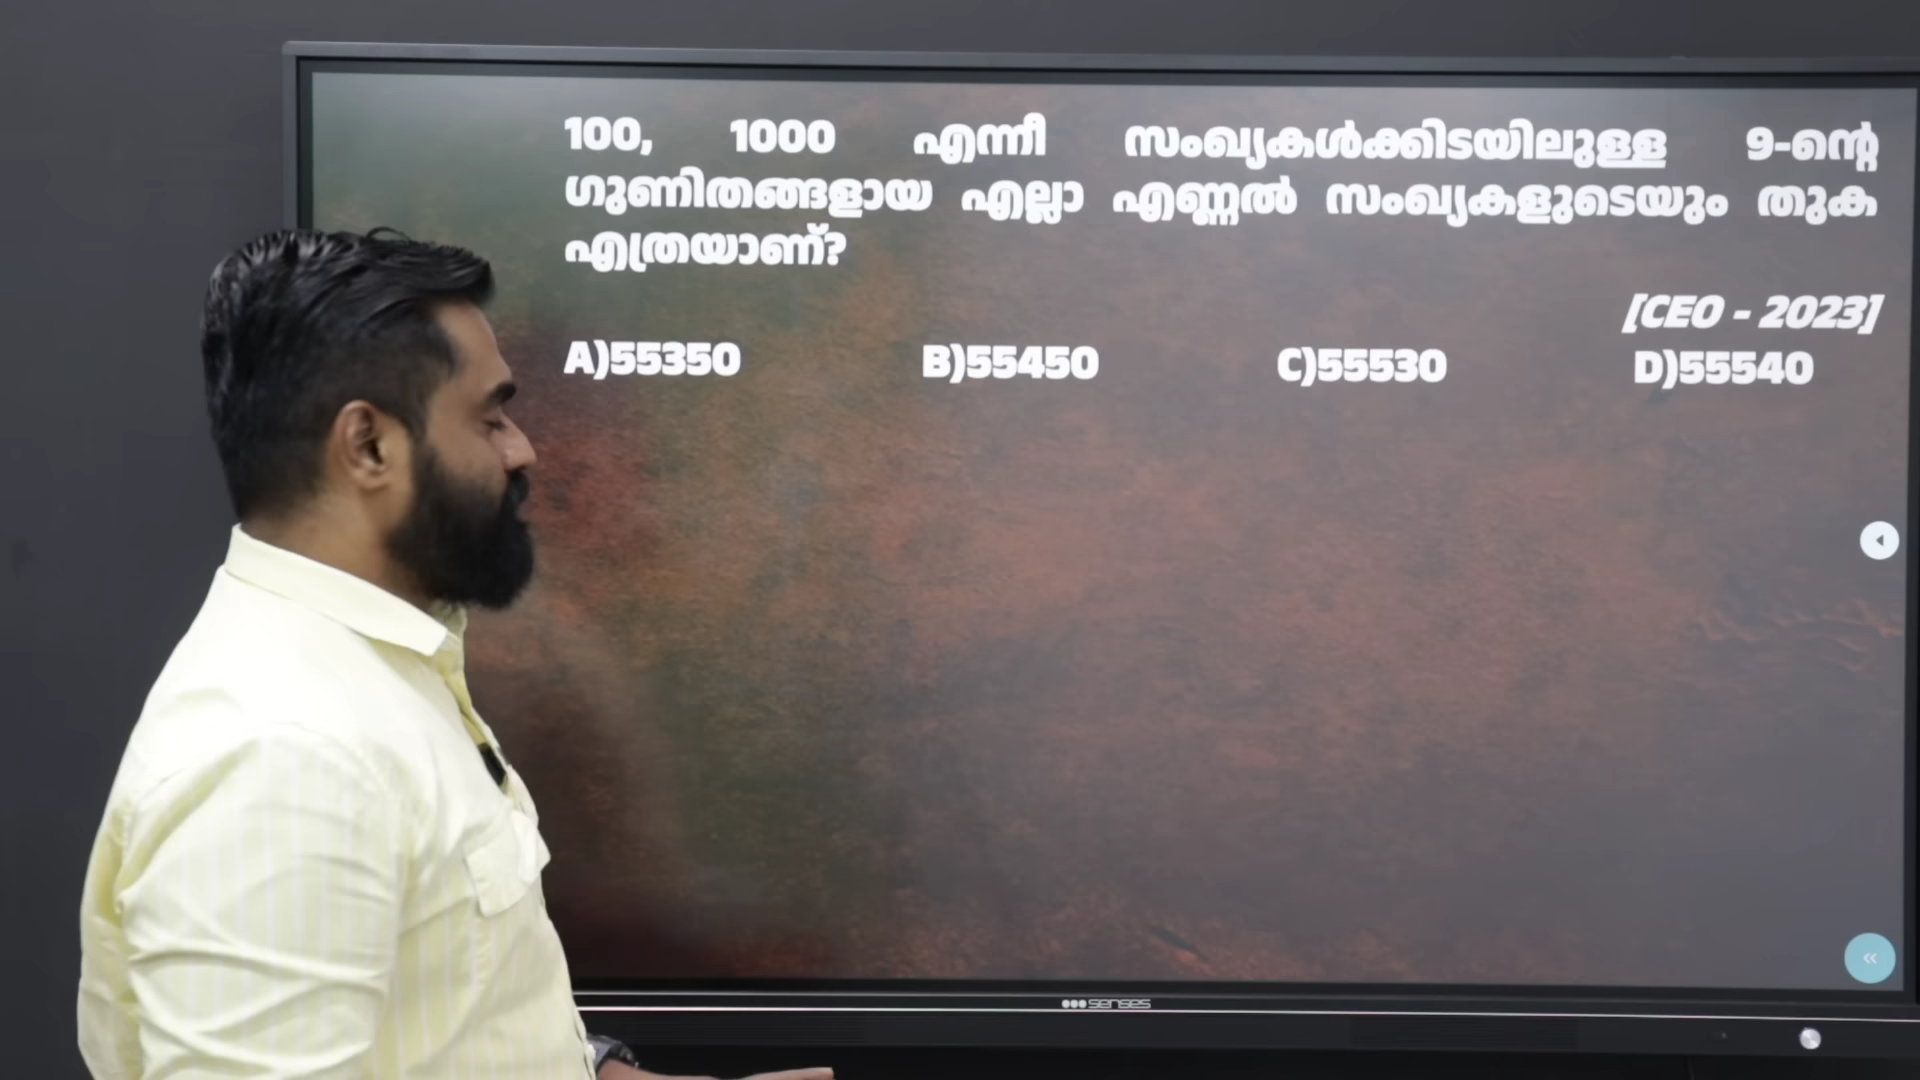 100, 1000 എന്നീ സംഖ്യകൾക്കിടയിലുള്ള 9-ന്റെ
ഗുണിതങ്ങളായ എല്ലാ എണ്ണൽ സംഖ്യകളുടെയും തുക
എത്രയാണ്?
[CEO - 2023]
A)55350 B)55450 C)55530 D)55540
senses